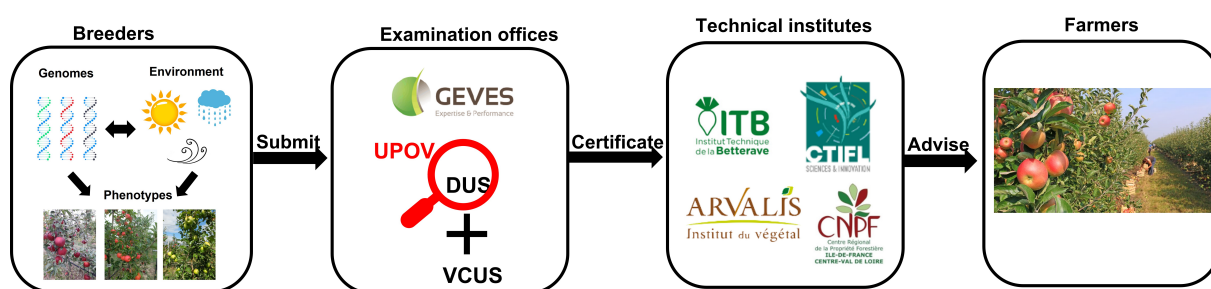 Breeders
Genomes
Environment
Phenotypes
Submit
Examination offices
GEVES
Expertise & Performance
UPOV
DUS
VCUS
Certificate
Technical institutes
ITB
Institut Technique
de la Betterave
CTIFL
SCIENCES & INNOVATION
ARVALIS
Institut du végétal
CNPF
Centre Régional
de la Propriété Forestière
ILE-DE-FRANCE
CENTRE-VAL DE LOIRE
Advise
Farmers